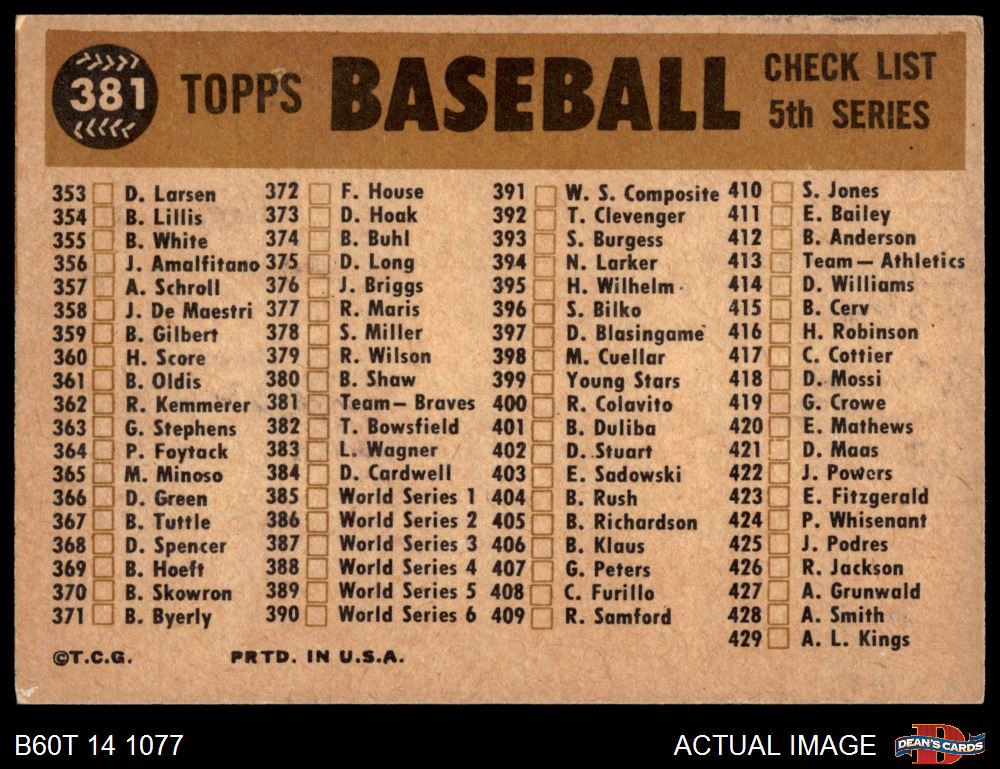 381 TOPPS BASEBALL CHECK LIST
5th SERIES
353 D. Larsen
354 B. Lillis
355 B. White
356 J. Amalfitano
357 A. Schroll
358 J. De Maestri
359 B. Gilbert
360 H. Score
361 B. Oldis
362 R. Kemmerer
363 G. Stephens
364 P. Foytack
365 M. Minoso
366 D. Green
367 B. Tuttle
368 D. Spencer
369 B. Hoeft
370 B. Skowron
371 B. Byerly
372 F. House
373 D. Hoak
374 B. Buhl
375 D. Long
376 J. Briggs
377 R. Maris
378 S. Miller
379 R. Wilson
380 B. Shaw
381 Team—Braves
382 T. Bowsfield
383 L. Wagner
384 D. Cardwell
385 World Series 1
386 World Series 2
387 World Series 3
388 World Series 4
389 World Series 5
390 World Series 6
391 W. S. Composite
392 T. Clevenger
393 S. Burgess
394 N. Larker
395 H. Wilhelm
396 S. Bilko
397 D. Blasingame
398 M. Cuellar
399 Young Stars
400 R. Colavito
401 B. Duliba
402 D. Stuart
403 E. Sadowski
404 B. Rush
405 B. Richardson
406 B. Klaus
407 G. Peters
408 C. Furillo
409 R. Samford
410 S. Jones
411 E. Bailey
412 B. Anderson
413 Team—Athletics
414 D. Williams
415 B. Cerv
416 H. Robinson
417 C. Cottier
418 D. Mossi
419 G. Crowe
420 E. Mathews
421 D. Maas
422 J. Powers
423 E. Fitzgerald
424 P. Whisenant
425 J. Podres
426 R. Jackson
427 A. Grunwald
428 A. Smith
429 A. L. Kings
©T.C.G. PRTD. IN U.S.A.
B60T 14 1077 ACTUAL IMAGE D DEAN'S CARDS